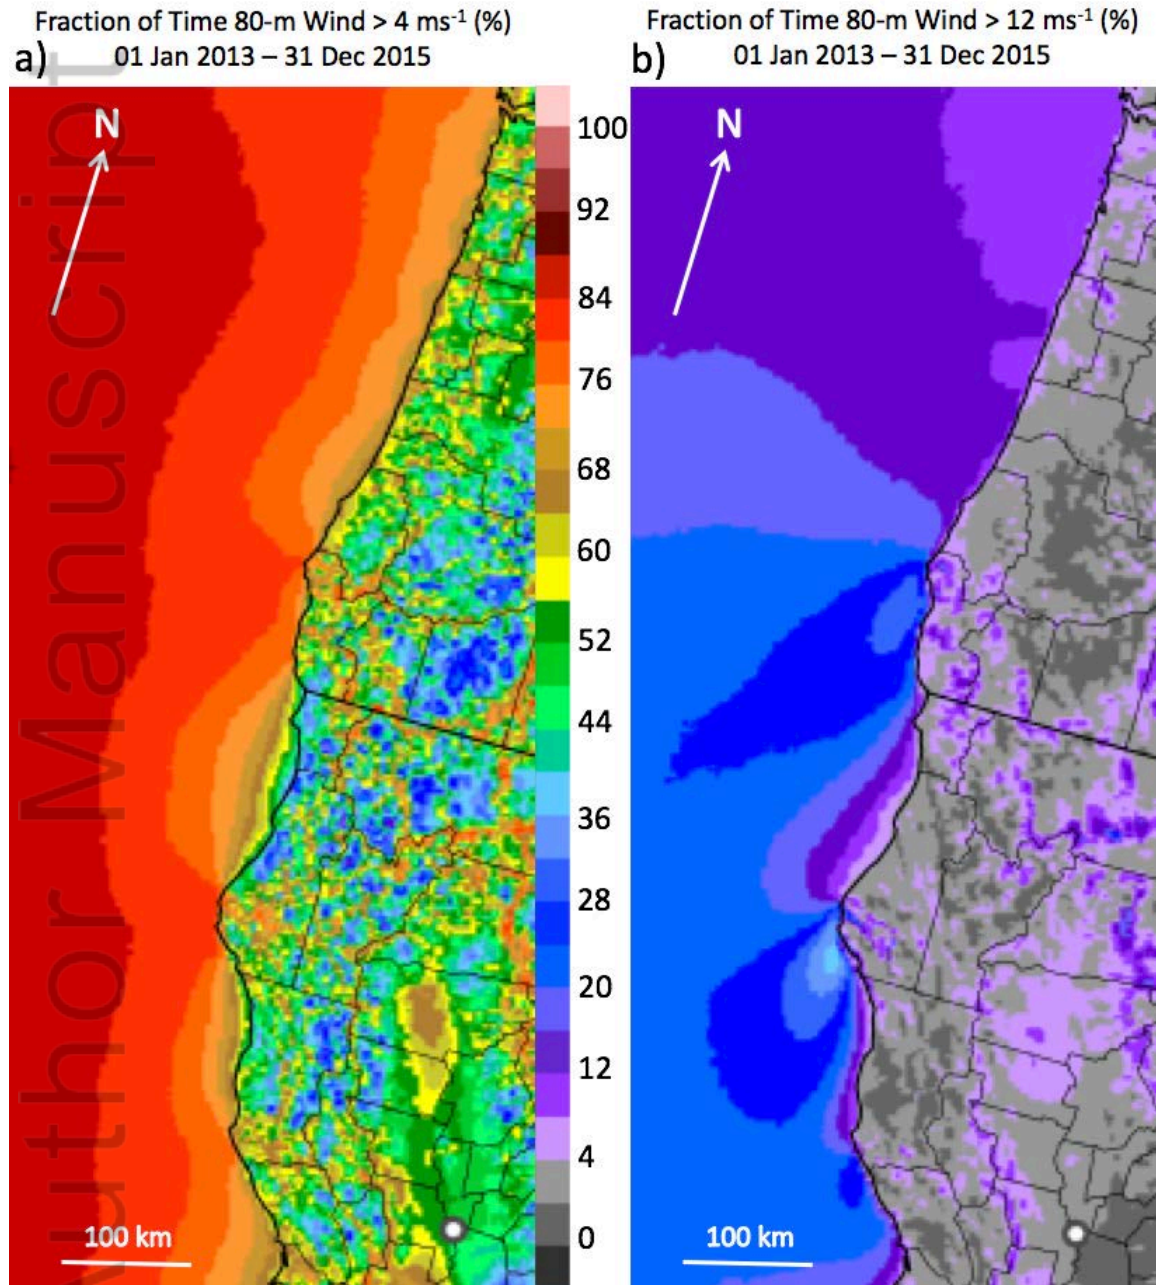 Fraction of Time 80-m Wind > 4 ms⁻¹ (%)
01 Jan 2013 – 31 Dec 2015
a)
N
100
92
84
76
68
60
52
44
36
28
20
12
4
0
100 km
Fraction of Time 80-m Wind > 12 ms⁻¹ (%)
01 Jan 2013 – 31 Dec 2015
b)
N
100 km
Author Manuscript